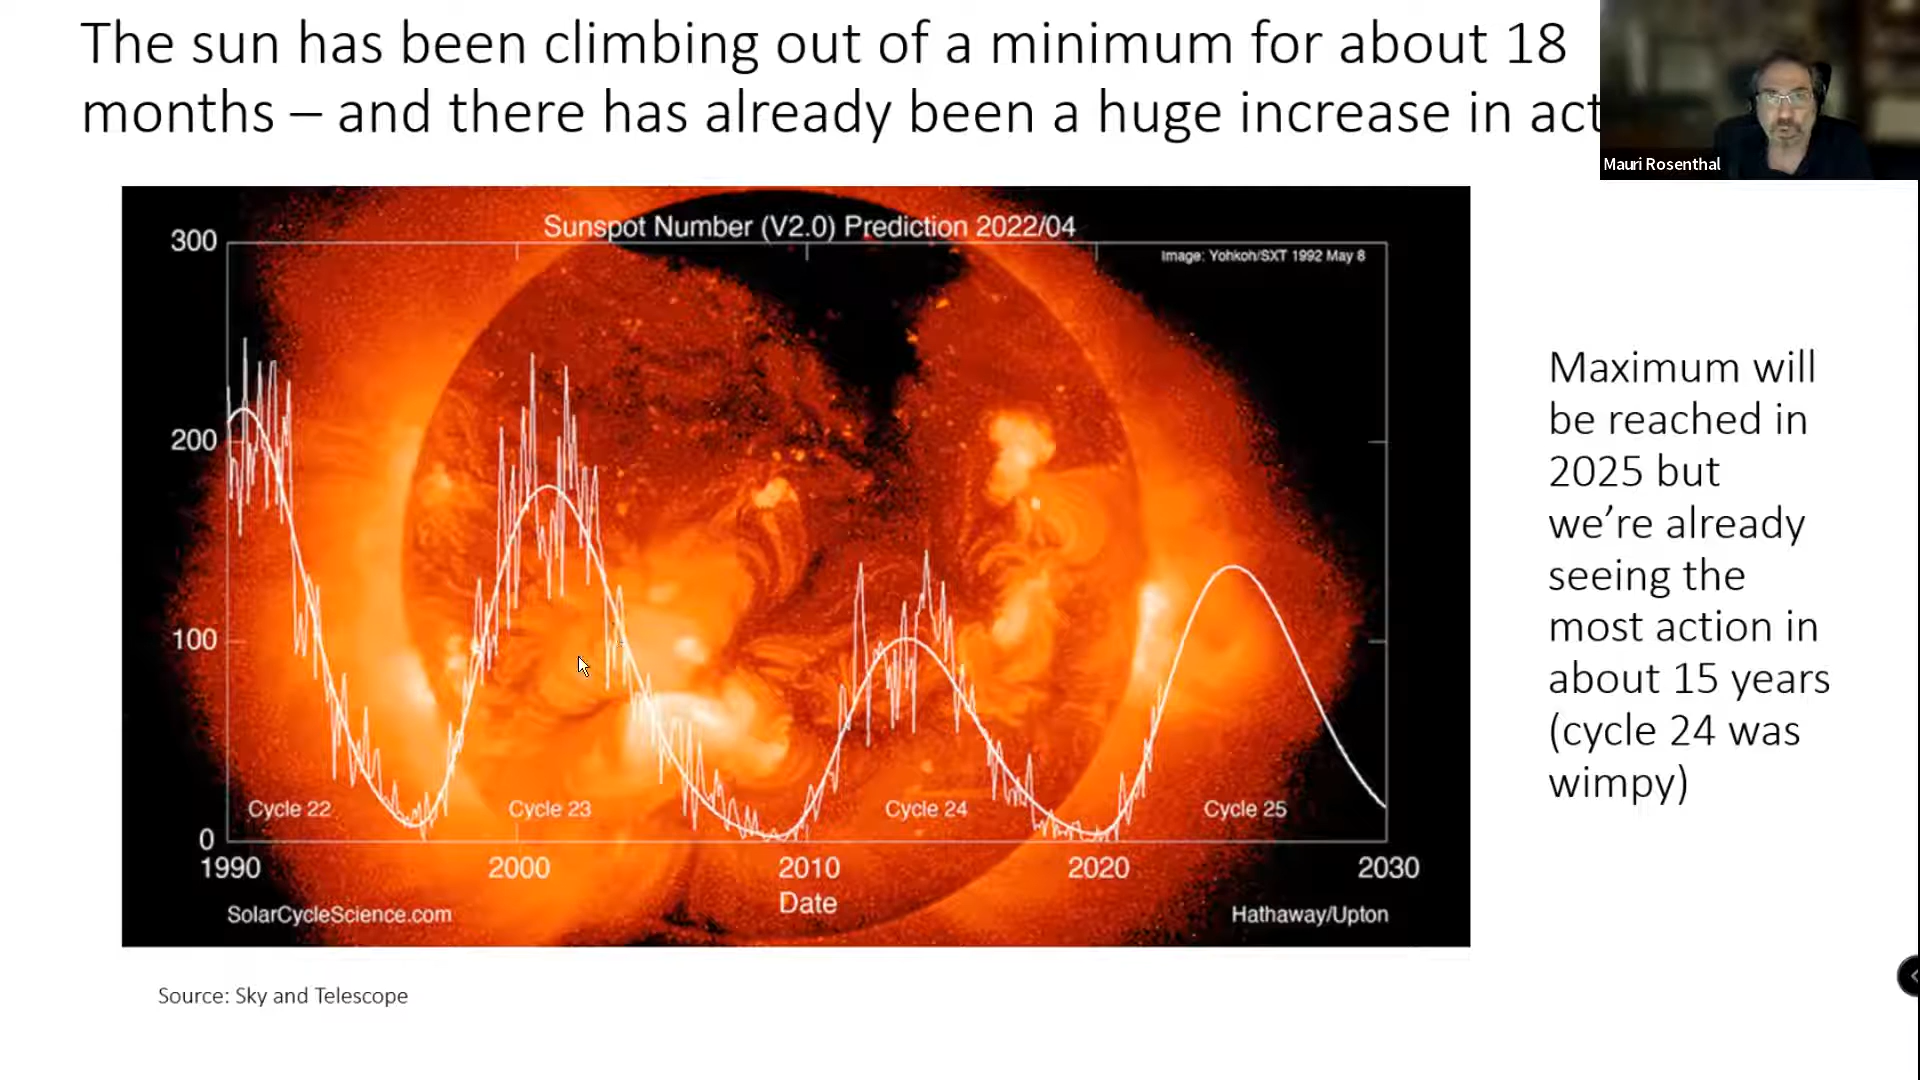 The sun has been climbing out of a minimum for about 18
months – and there has already been a huge increase in act
Mauri Rosenthal
Sunspot Number (V2.0) Prediction 2022/04
Image: Yohkoh/SXT 1992 May 8
300
200
100
0
Cycle 22
Cycle 23
Cycle 24
Cycle 25
1990
2000
2010
2020
2030
Date
SolarCycleScience.com
Hathaway/Upton
Maximum will
be reached in
2025 but
we’re already
seeing the
most action in
about 15 years
(cycle 24 was
wimpy)
Source: Sky and Telescope